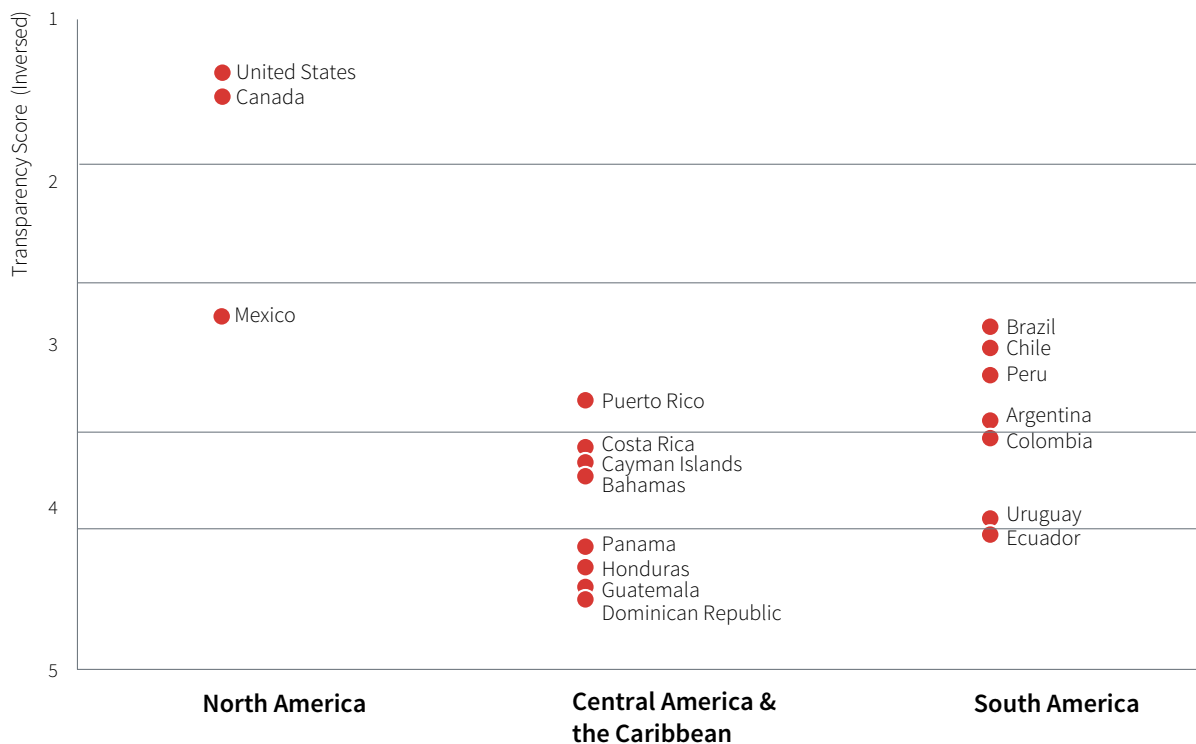 Transparency Score (Inversed)
1
2
3
4
5
United States
Canada
Mexico
Puerto Rico
Costa Rica
Cayman Islands
Bahamas
Panama
Honduras
Guatemala
Dominican Republic
Brazil
Chile
Peru
Argentina
Colombia
Uruguay
Ecuador
North America
Central America &
the Caribbean
South America